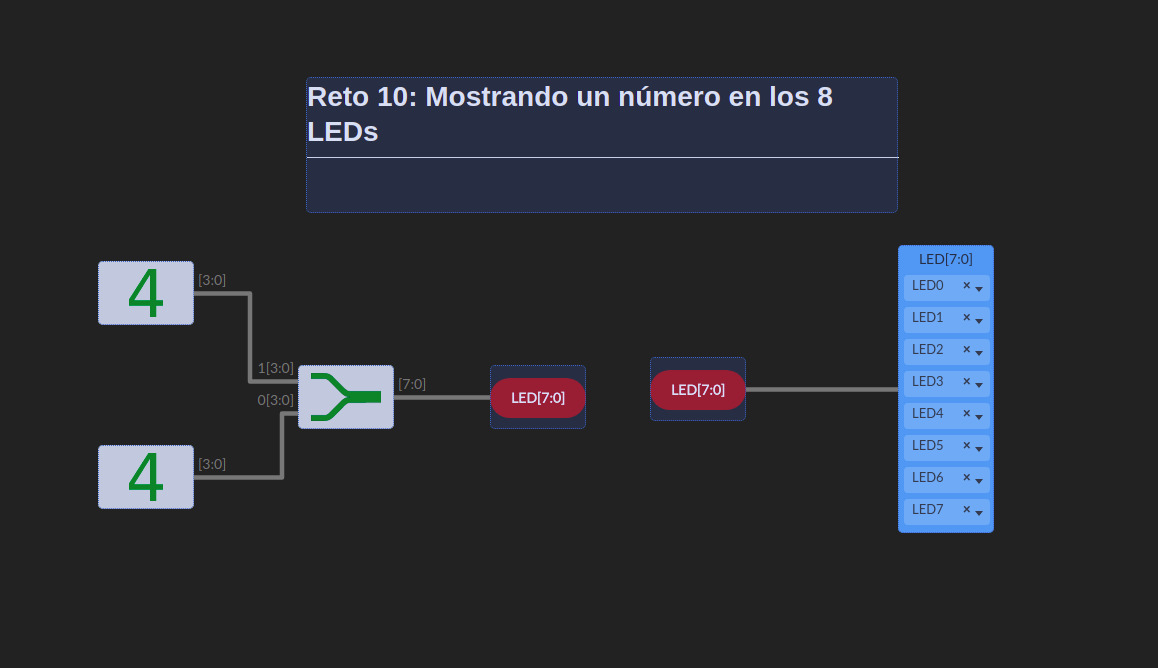 Reto 10: Mostrando un número en los 8
LEDs
4
[3:0]
1[3:0]
0[3:0]
[7:0]
4
[3:0]
LED[7:0]
LED[7:0]
LED[7:0]
LED0 ×
LED1 ×
LED2 ×
LED3 ×
LED4 ×
LED5 ×
LED6 ×
LED7 ×